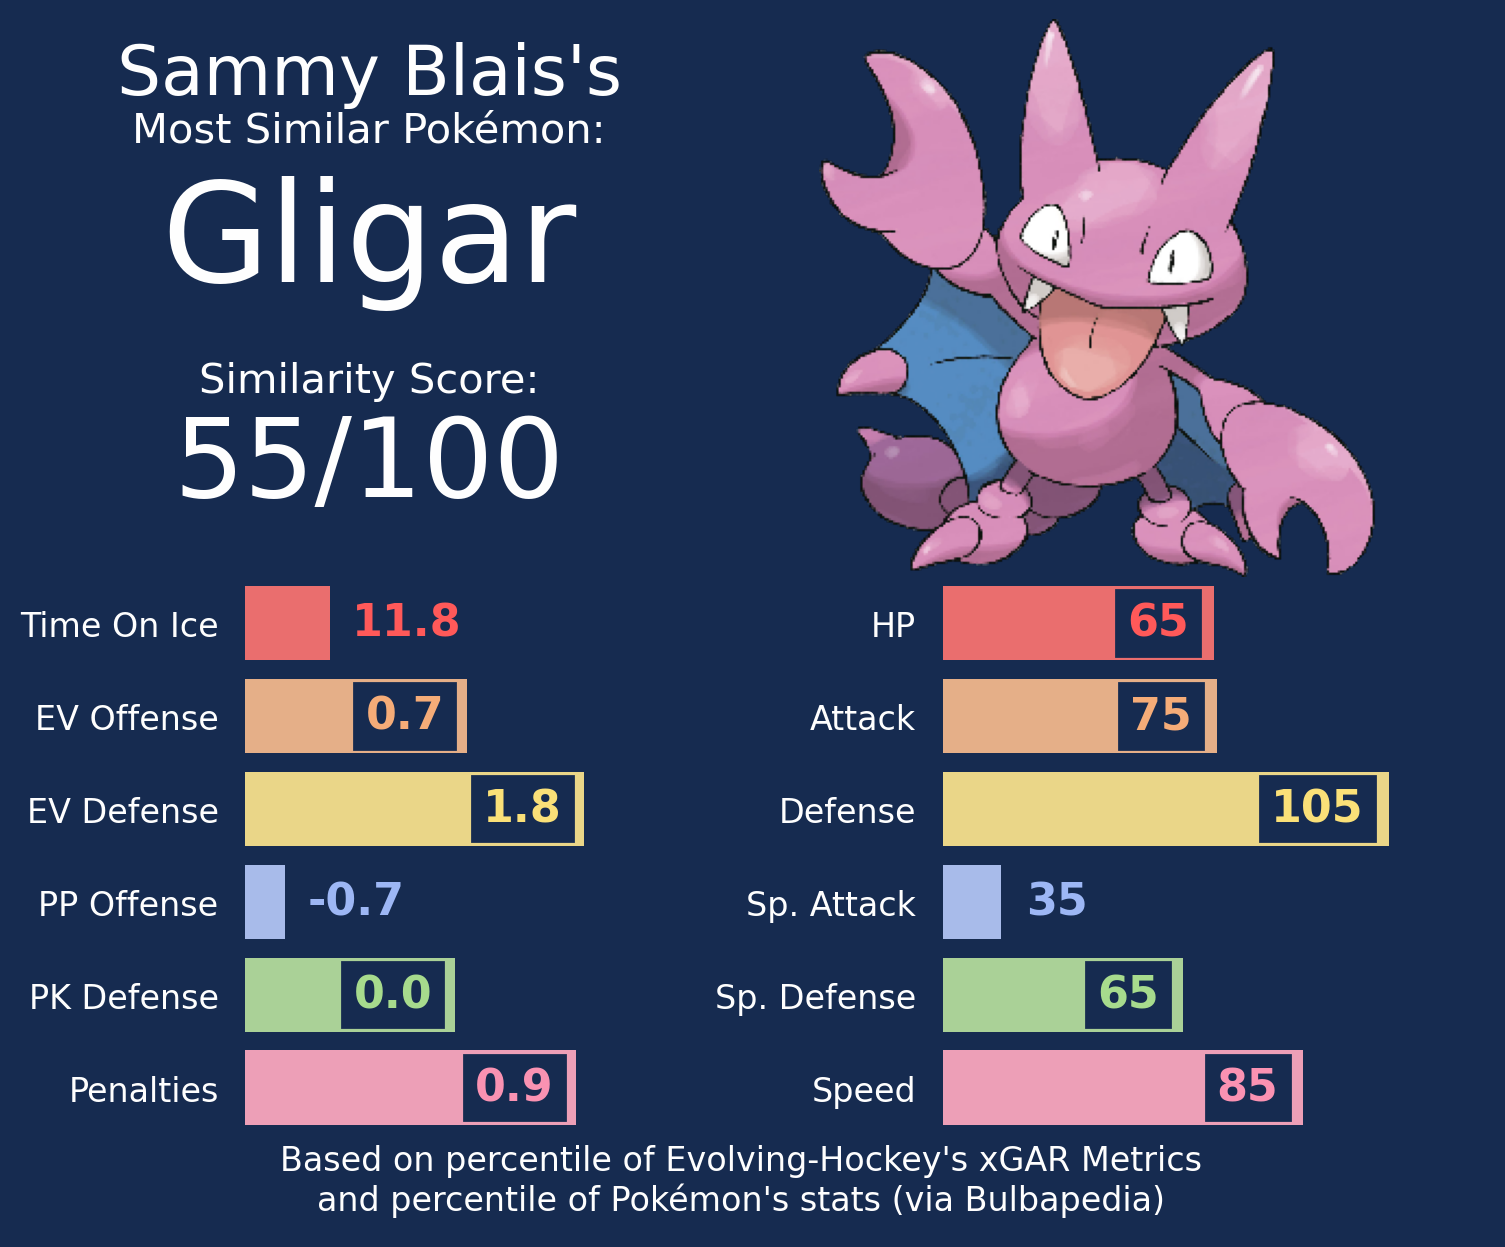 Sammy Blais's
Most Similar Pokémon:
Gligar
Similarity Score:
55/100
Time On Ice 11.8
EV Offense 0.7
EV Defense 1.8
PP Offense -0.7
PK Defense 0.0
Penalties 0.9
HP 65
Attack 75
Defense 105
Sp. Attack 35
Sp. Defense 65
Speed 85
Based on percentile of Evolving-Hockey's xGAR Metrics
and percentile of Pokémon's stats (via Bulbapedia)